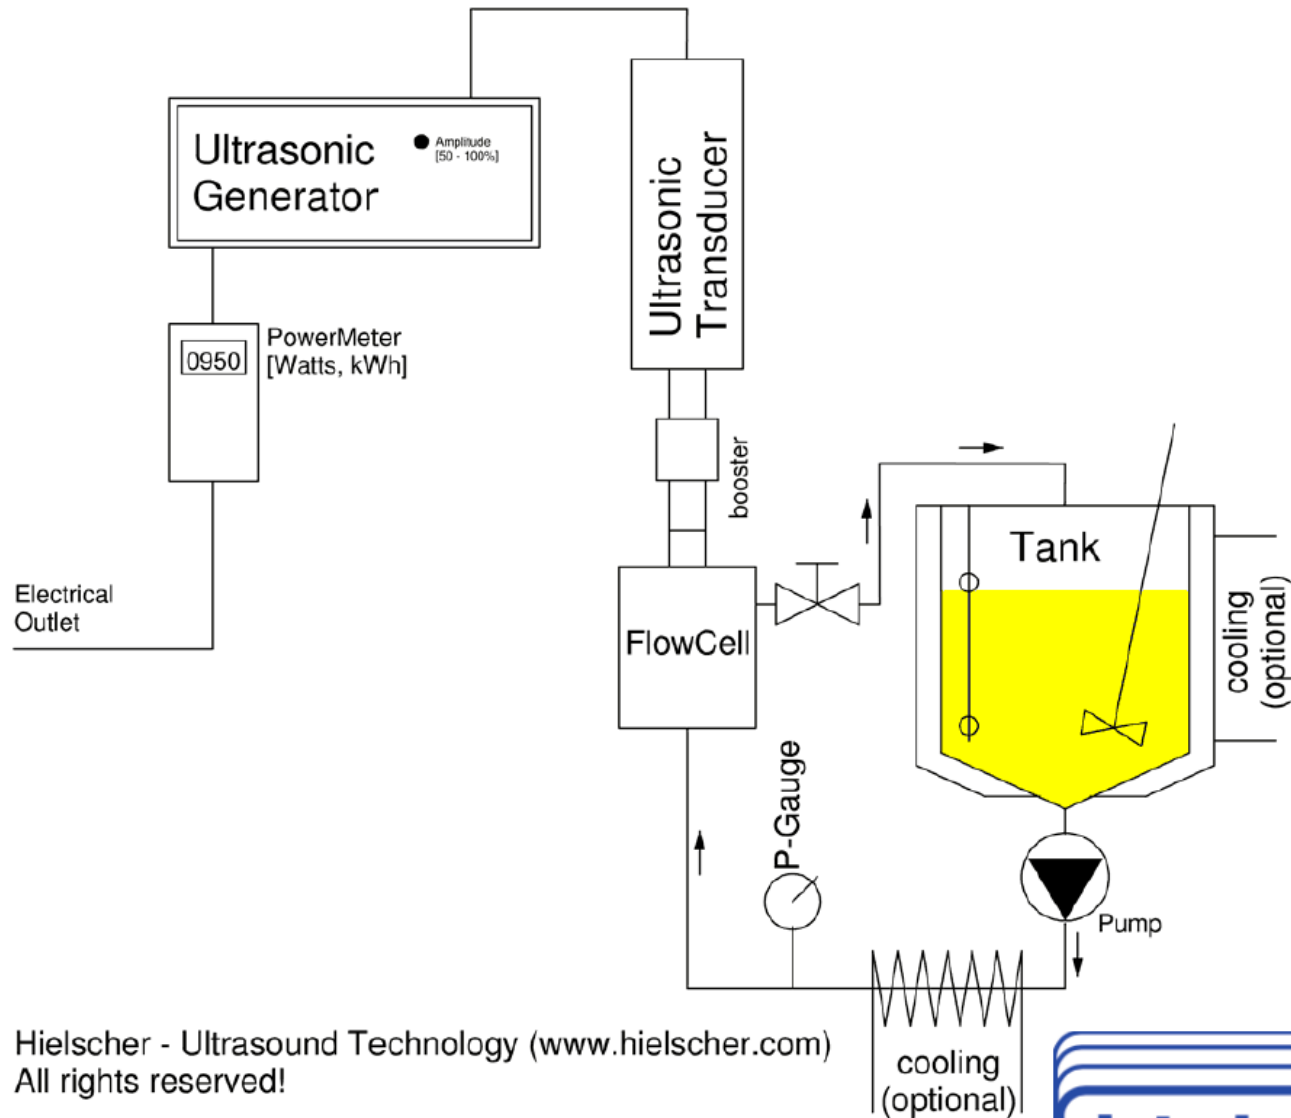 Ultrasonic
Generator
Amplitude
[50 - 100%]
Ultrasonic
Transducer
PowerMeter
[Watts, kWh]
0950
booster
Electrical
Outlet
FlowCell
Tank
cooling
(optional)
P-Gauge
Pump
cooling
(optional)
Hielscher - Ultrasound Technology (www.hielscher.com)
All rights reserved!